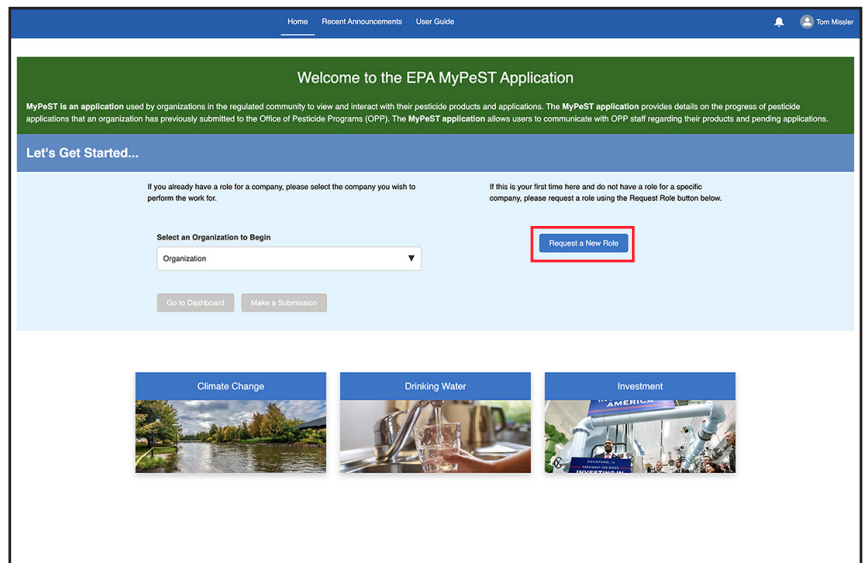 Home Recent Announcements User Guide
Tom Missler
Welcome to the EPA MyPeST Application
MyPeST is an application used by organizations in the regulated community to view and interact with their pesticide products and applications. The MyPeST application provides details on the progress of pesticide
applications that an organization has previously submitted to the Office of Pesticide Programs (OPP). The MyPeST application allows users to communicate with OPP staff regarding their products and pending applications.
Let's Get Started...
If you already have a role for a company, please select the company you wish to
perform the work for.
If this is your first time here and do not have a role for a specific
company, please request a role using the Request Role button below.
Select an Organization to Begin
Organization
Request a New Role
Go to Dashboard
Make a Submission
Climate Change
Drinking Water
Investment
AMERICA
PRESIDENT JOE BIDEN
INVESTING IN